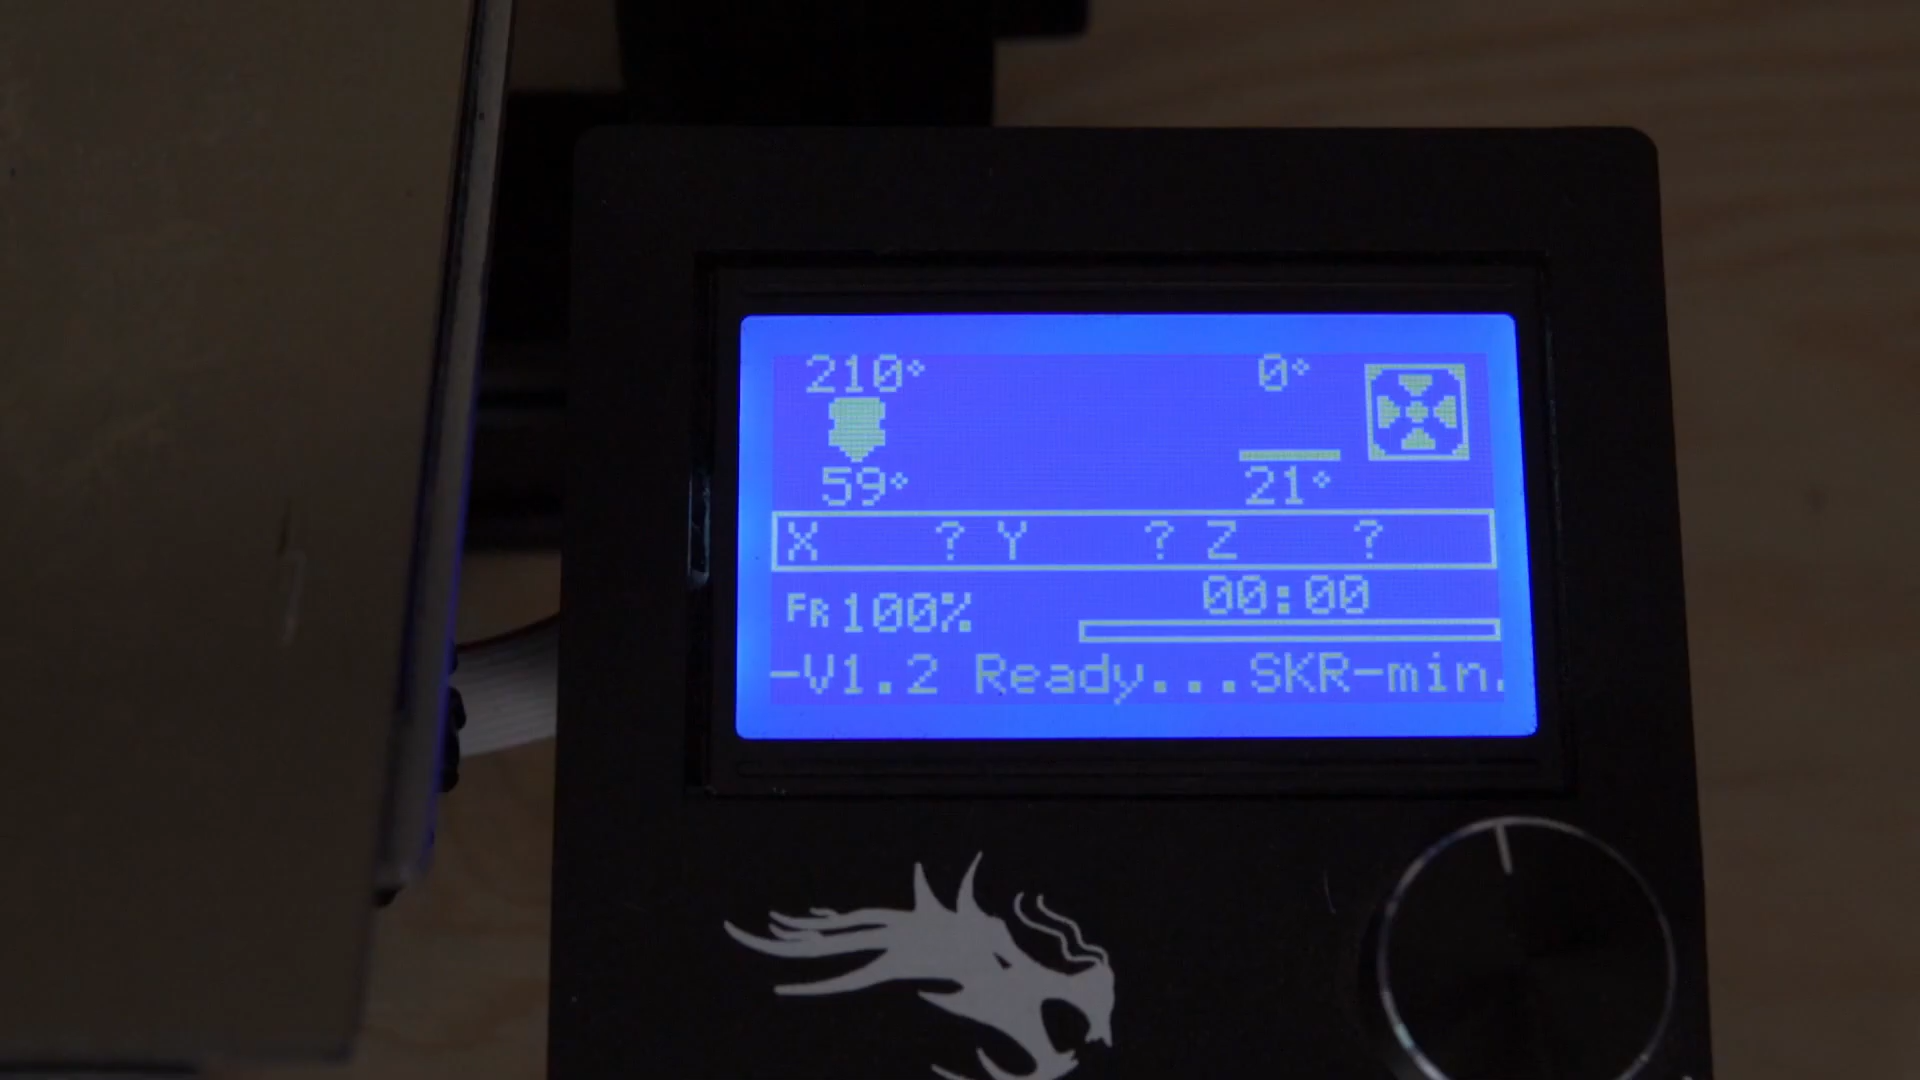 210° 0°
59° 21°
X ? Y ? Z ?
FR 100% 00:00
-V1.2 Ready...SKR-min.